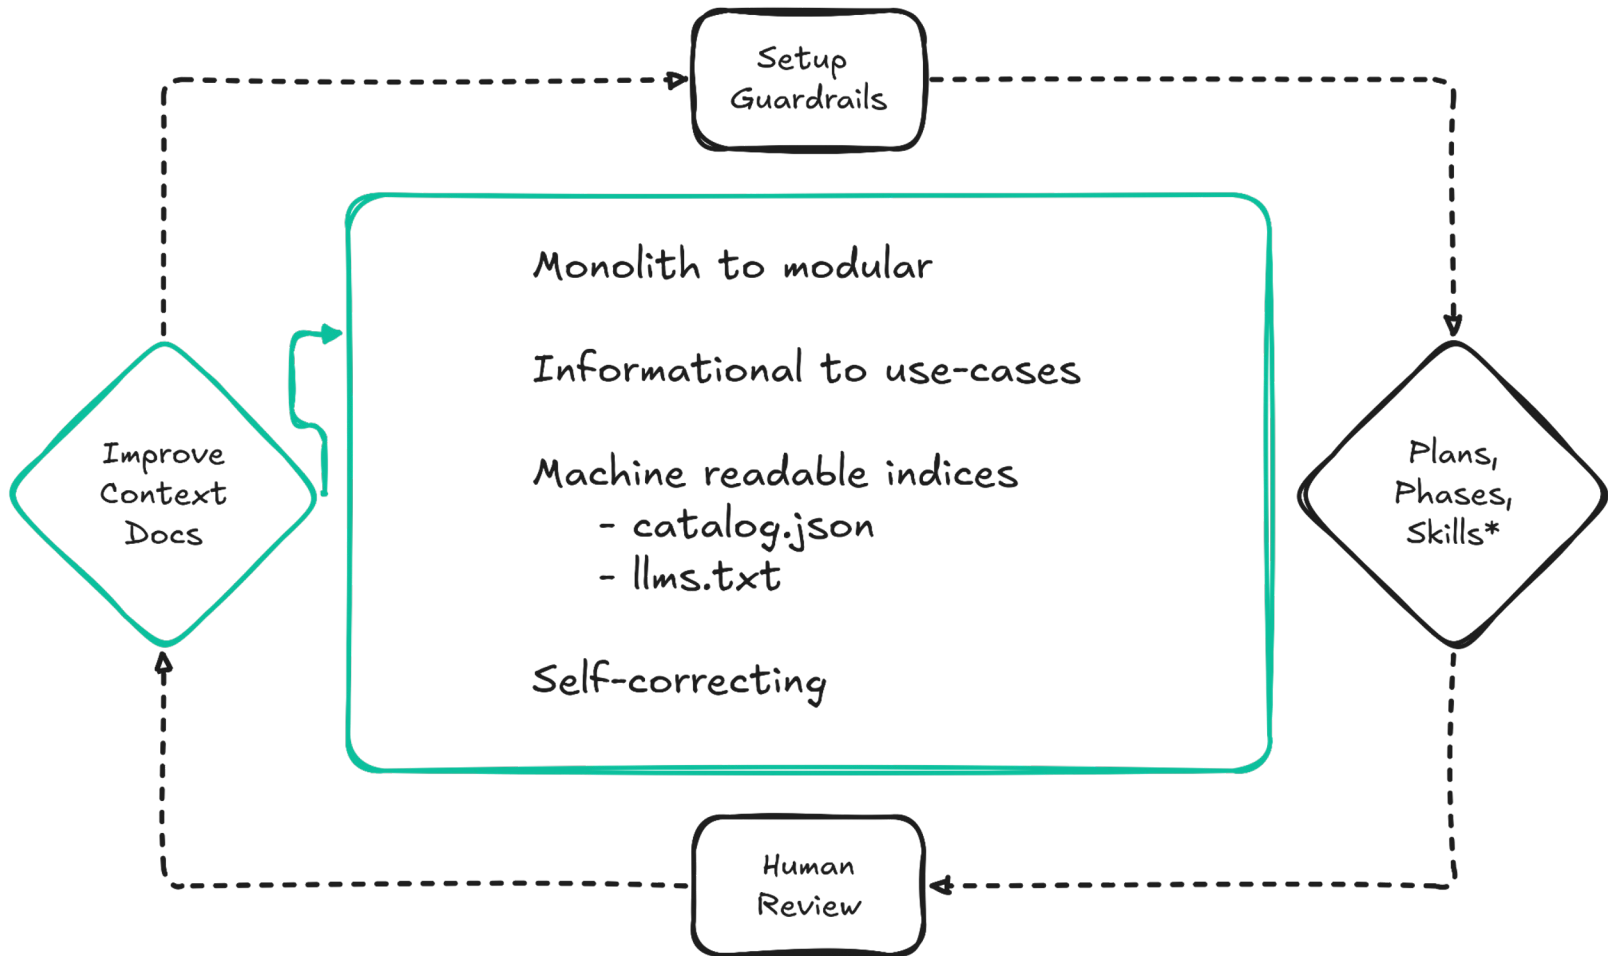 Setup
Guardrails
Monolith to modular
Informational to use-cases
Machine readable indices
- catalog.json
- llms.txt
Self-correcting
Improve
Context
Docs
Plans,
Phases,
Skills*
Human
Review